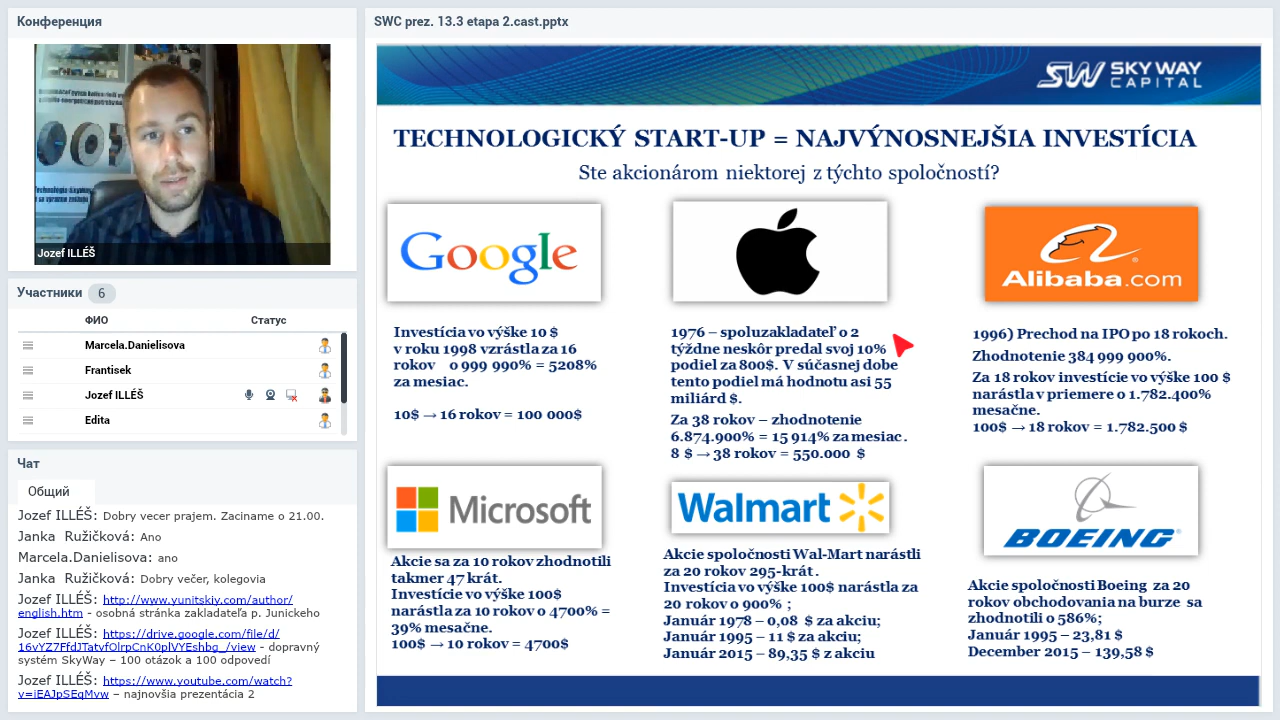 Конференция
Jozef ILLÉŠ
Участники 6
ФИО Статус
Marcela.Danielisova
Frantisek
Jozef ILLÉŠ
Edita
Чат
Общий
Jozef ILLÉŠ: Dobry vecer prajem. Zaciname o 21.00.
Janka Ružičková: Ano
Marcela.Danielisova: ano
Janka Ružičková: Dobry večer, kolegovia
Jozef ILLÉŠ: http://www.yunitskiy.com/author/
english.htm - osobná stránka zakladateľa p. Junickeho
Jozef ILLÉŠ: https://drive.google.com/file/d/
16vYZ7FfdJTatvfOlrpCnK0plVYEshbg_/view - dopravný
systém SkyWay – 100 otázok a 100 odpovedí
Jozef ILLÉŠ: https://www.youtube.com/watch?
v=iEAJpSEqMvw – najnovšia prezentácia 2
SWC prez. 13.3 etapa 2.cast.pptx
SW SKY WAY
CAPITAL
TECHNOLOGICKÝ START-UP = NAJVÝNOSNEJŠIA INVESTÍCIA
Ste akcionárom niektorej z týchto spoločností?
Google
Investícia vo výške 10 $
v roku 1998 vzrástla za 16
rokov o 999 990% = 5208%
za mesiac.
10$ → 16 rokov = 100 000$
1976 – spoluzakladateľ o 2
týždne neskôr predal svoj 10%
podiel za 800$. V súčasnej dobe
tento podiel má hodnotu asi 55
miliárd $.
Za 38 rokov – zhodnotenie
6.874.900% = 15 914% za mesiac.
8 $ → 38 rokov = 550.000 $
Alibaba.com
1996) Prechod na IPO po 18 rokoch.
Zhodnotenie 384 999 900%.
Za 18 rokov investície vo výške 100 $
narástla v priemere o 1.782.400%
mesačne.
100$ → 18 rokov = 1.782.500 $
Microsoft
Akcie sa za 10 rokov zhodnotili
takmer 47 krát.
Investície vo výške 100$
narástla za 10 rokov o 4700% =
39% mesačne.
100$ → 10 rokov = 4700$
Walmart
Akcie spoločnosti Wal-Mart narástli
za 20 rokov 295-krát.
Investícia vo výške 100$ narástla za
20 rokov o 900% ;
Január 1978 – 0,08 $ za akciu;
Január 1995 – 11 $ za akciu;
Január 2015 – 89,35 $ z akciu
BOEING
Akcie spoločnosti Boeing za 20
rokov obchodovania na burze sa
zhodnotili o 586%;
Január 1995 – 23,81 $
December 2015 – 139,58 $